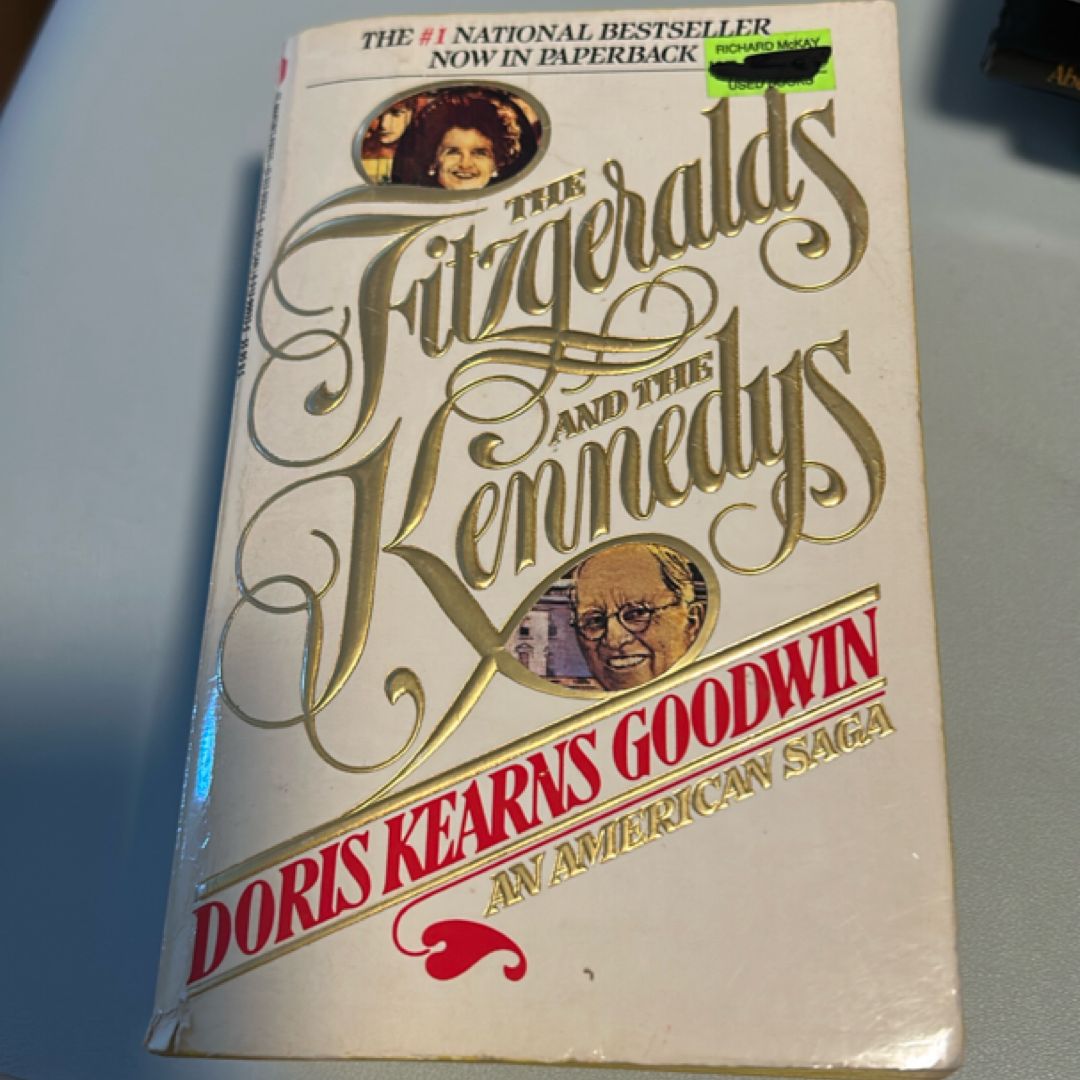 THE #1 NATIONAL BESTSELLER
NOW IN PAPERBACK
RICHARD McKAY
USED BOOKS
THE
Fitzgeralds
AND THE
Kennedys
DORIS KEARNS GOODWIN
AN AMERICAN SAGA